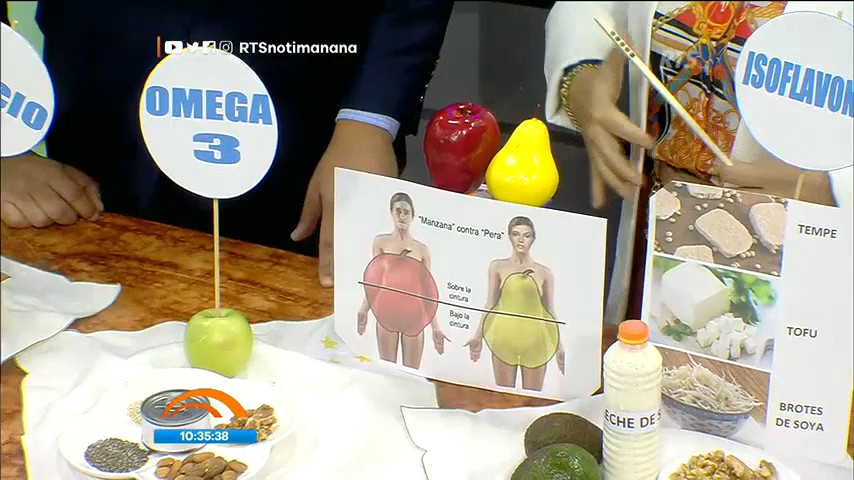 RTSnotimanana
CIO
OMEGA
3
ISOFLAVON
"Manzana" contra "Pera"
Sobre la
cintura
Bajo la
cintura
TEMPE
TOFU
BROTES
DE SOYA
ECHE DE S
10:35:38